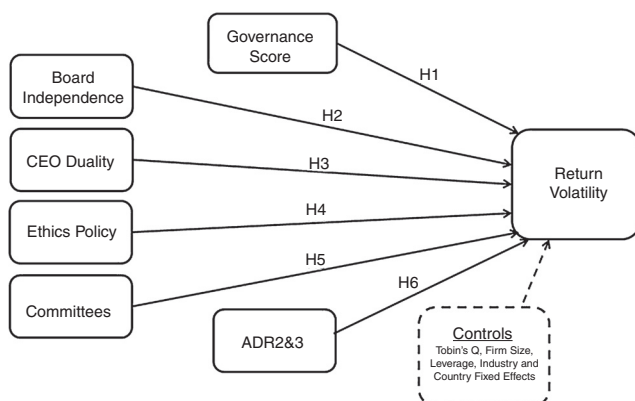 Governance
Score
H1
Board
Independence
H2
CEO Duality
H3
Return
Volatility
Ethics Policy
H4
Committees
H5
H6
ADR2&3
Controls
Tobin's Q, Firm Size,
Leverage, Industry and
Country Fixed Effects